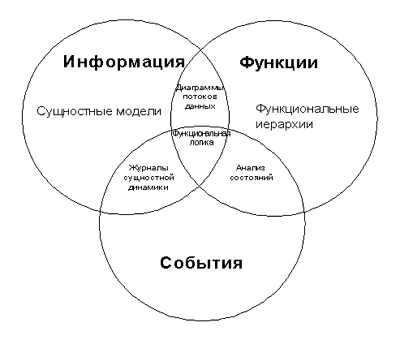 Информация
Функции
Диаграммы
потоков
данных
Сущностные модели
Функциональные
иерархии
Функциональная
логика
Журналы
сущностной
динамики
Анализ
состояний
События